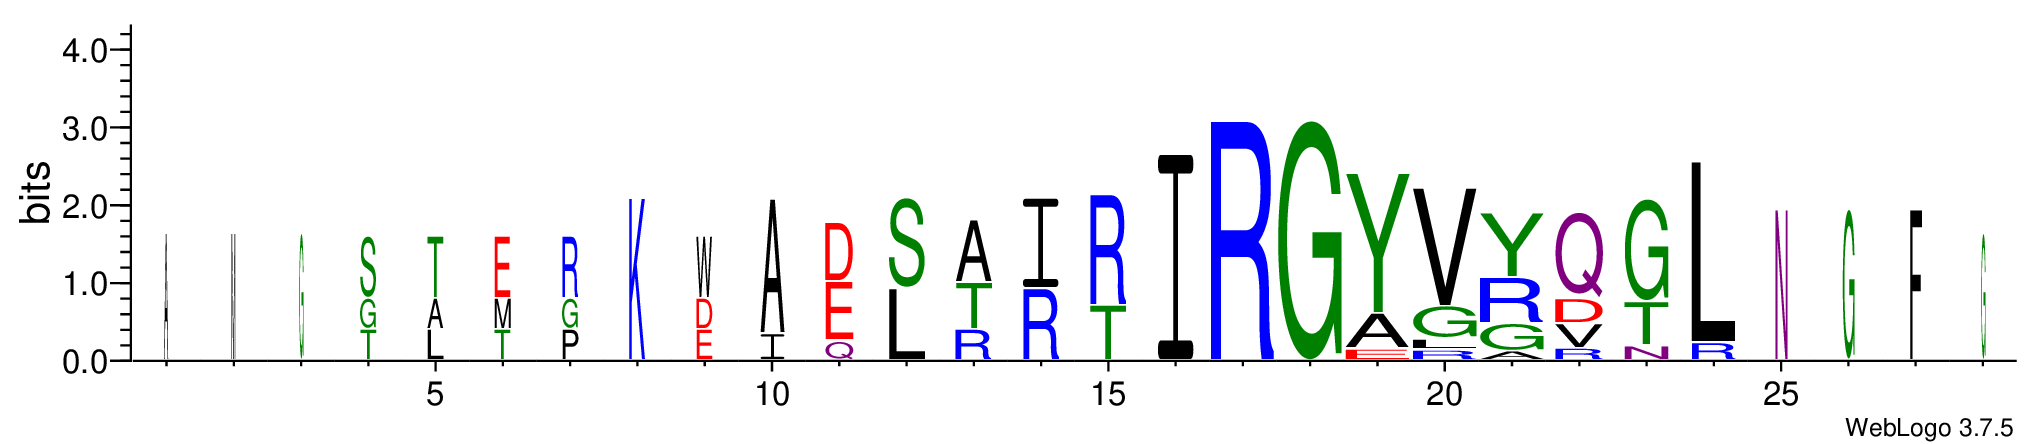 4.0
3.0
2.0
1.0
0.0
bits
A G S T E R K W A D S A I R I R G Y V Y Q G L N G F G
G A M G D I E L T R T A G R D T R
T L T P E Q R E L G V N
R A R
5 10 15 20 25
WebLogo 3.7.5